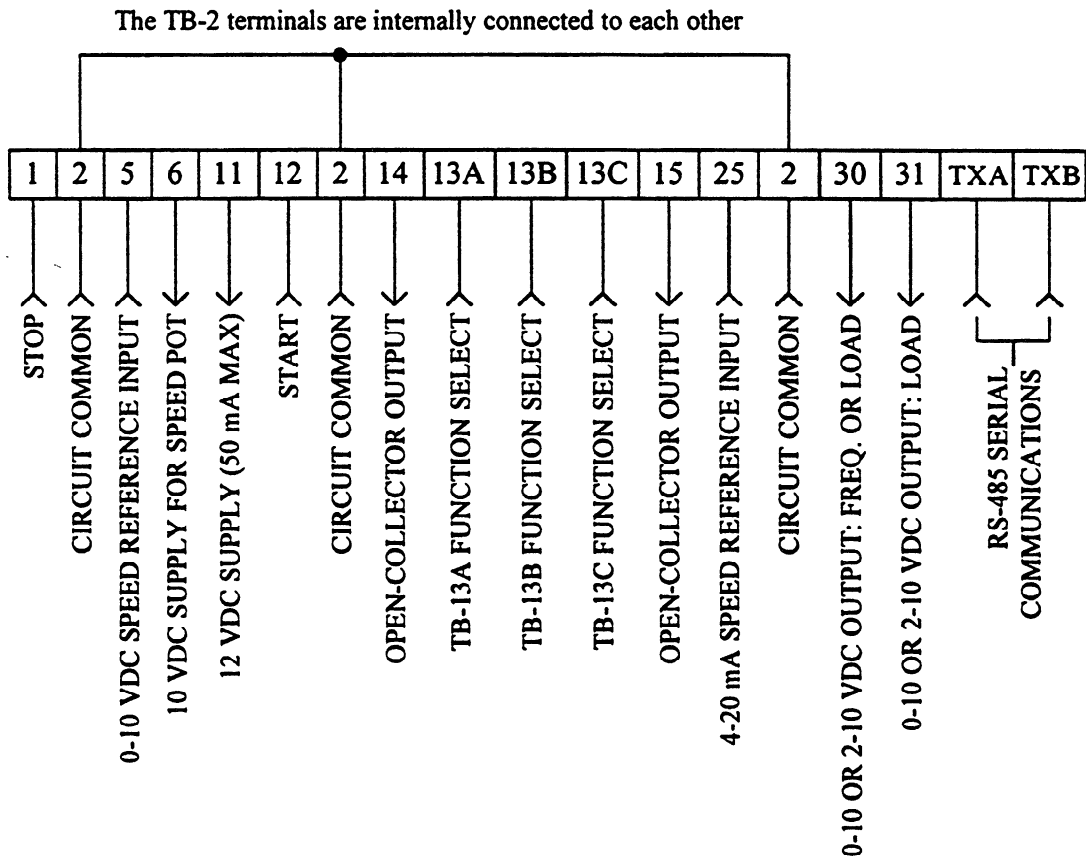 The TB-2 terminals are internally connected to each other
1 2 5 6 11 12 2 14 13A 13B 13C 15 25 2 30 31 TXA TXB
STOP
CIRCUIT COMMON
0-10 VDC SPEED REFERENCE INPUT
10 VDC SUPPLY FOR SPEED POT
12 VDC SUPPLY (50 mA MAX)
START
CIRCUIT COMMON
OPEN-COLLECTOR OUTPUT
TB-13A FUNCTION SELECT
TB-13B FUNCTION SELECT
TB-13C FUNCTION SELECT
OPEN-COLLECTOR OUTPUT
4-20 mA SPEED REFERENCE INPUT
CIRCUIT COMMON
0-10 OR 2-10 VDC OUTPUT: FREQ. OR LOAD
0-10 OR 2-10 VDC OUTPUT: LOAD
RS-485 SERIAL
COMMUNICATIONS